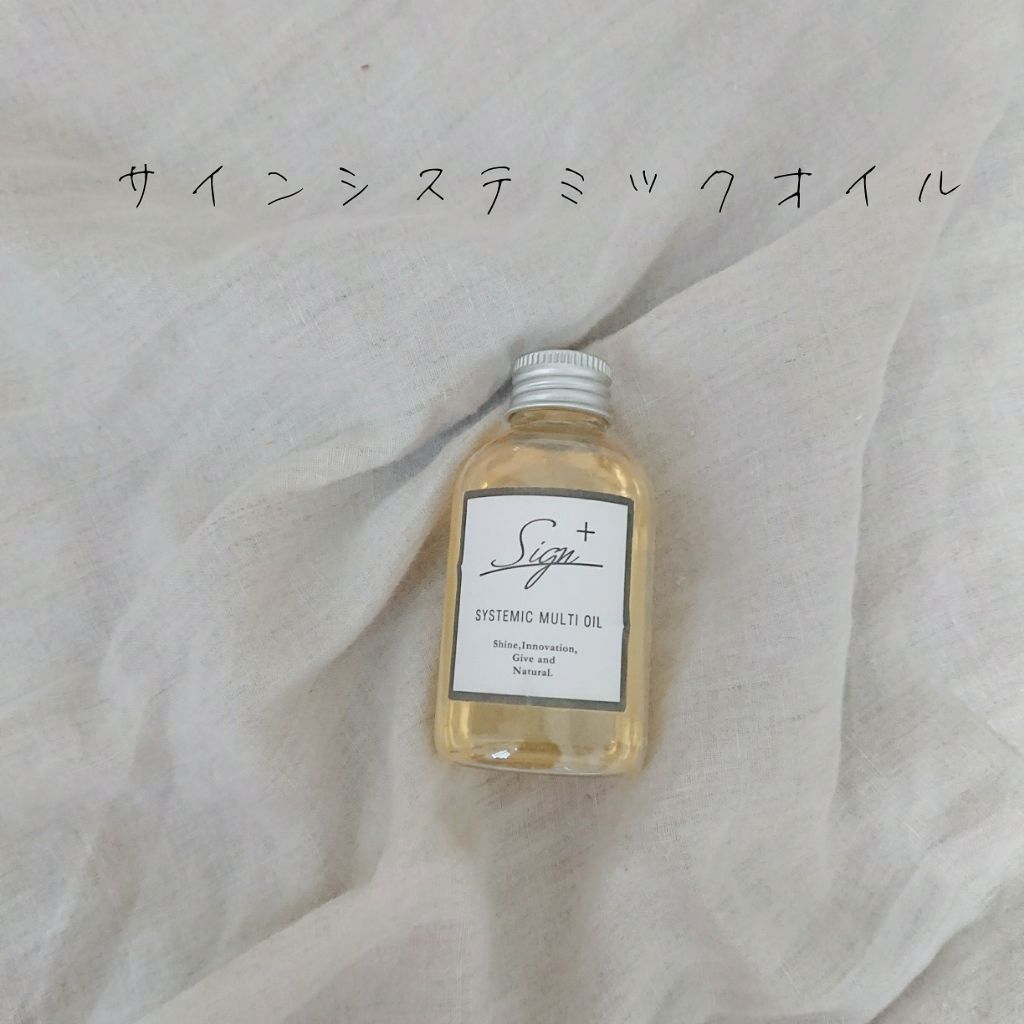 サインシステミックオイル
Sign+
SYSTEMIC MULTI OIL
Shine,Innovation,
Give and
Natural.